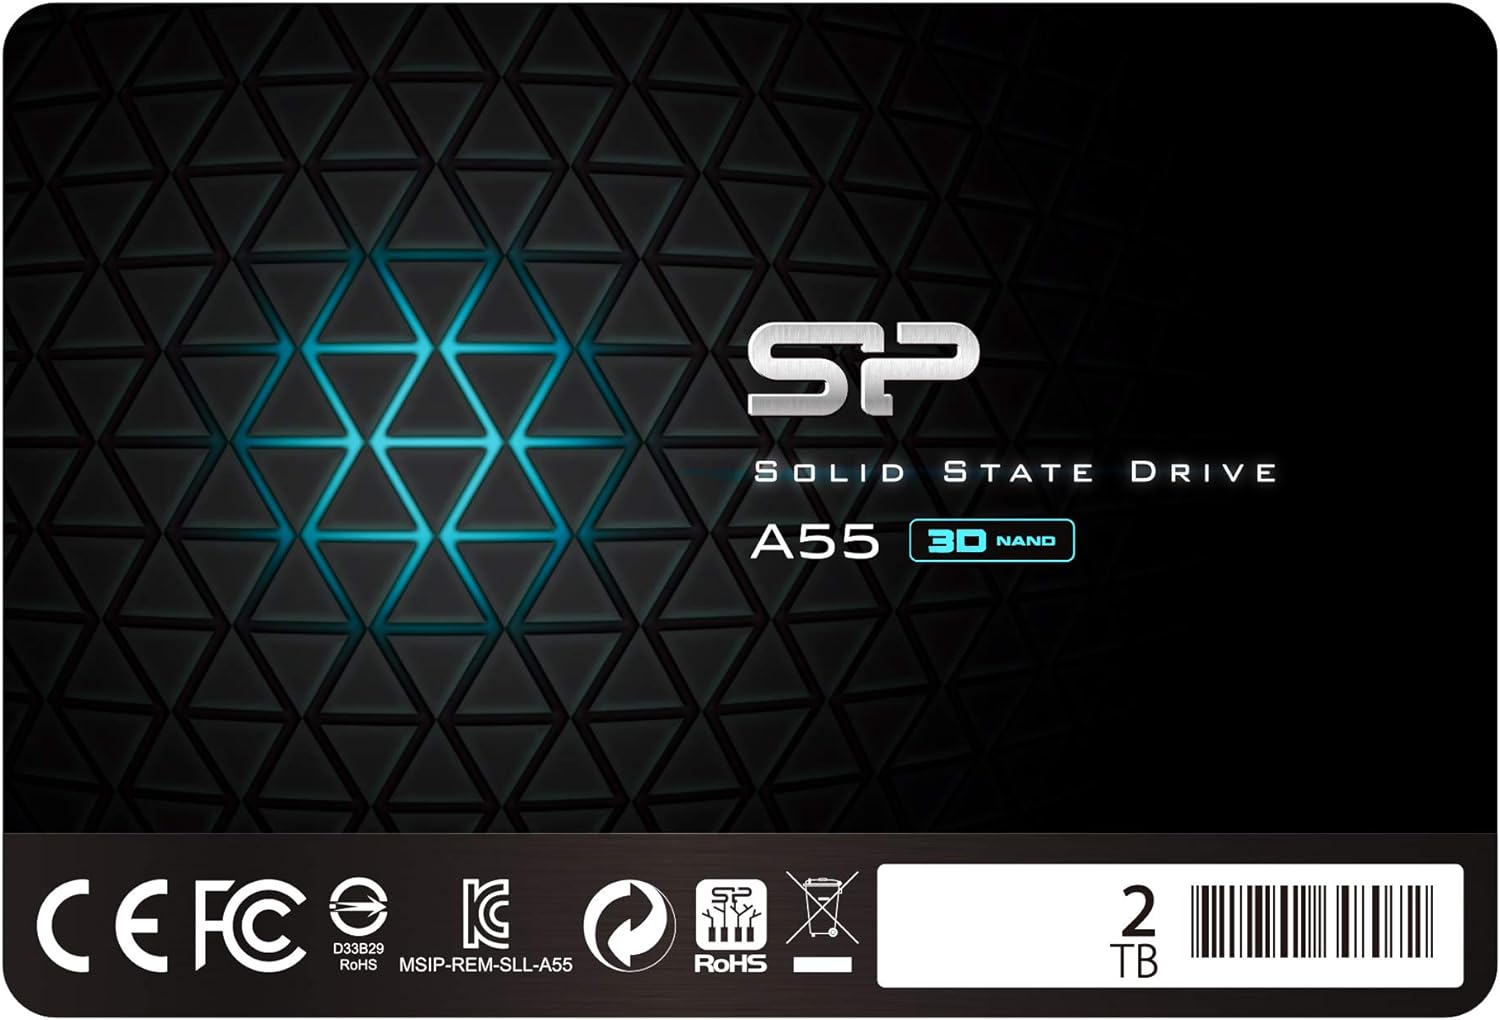 SP
SOLID STATE DRIVE
A55 3D NAND
CE FC D33B29 RoHS
MSIP-REM-SLL-A55
SP
RoHS
2
TB